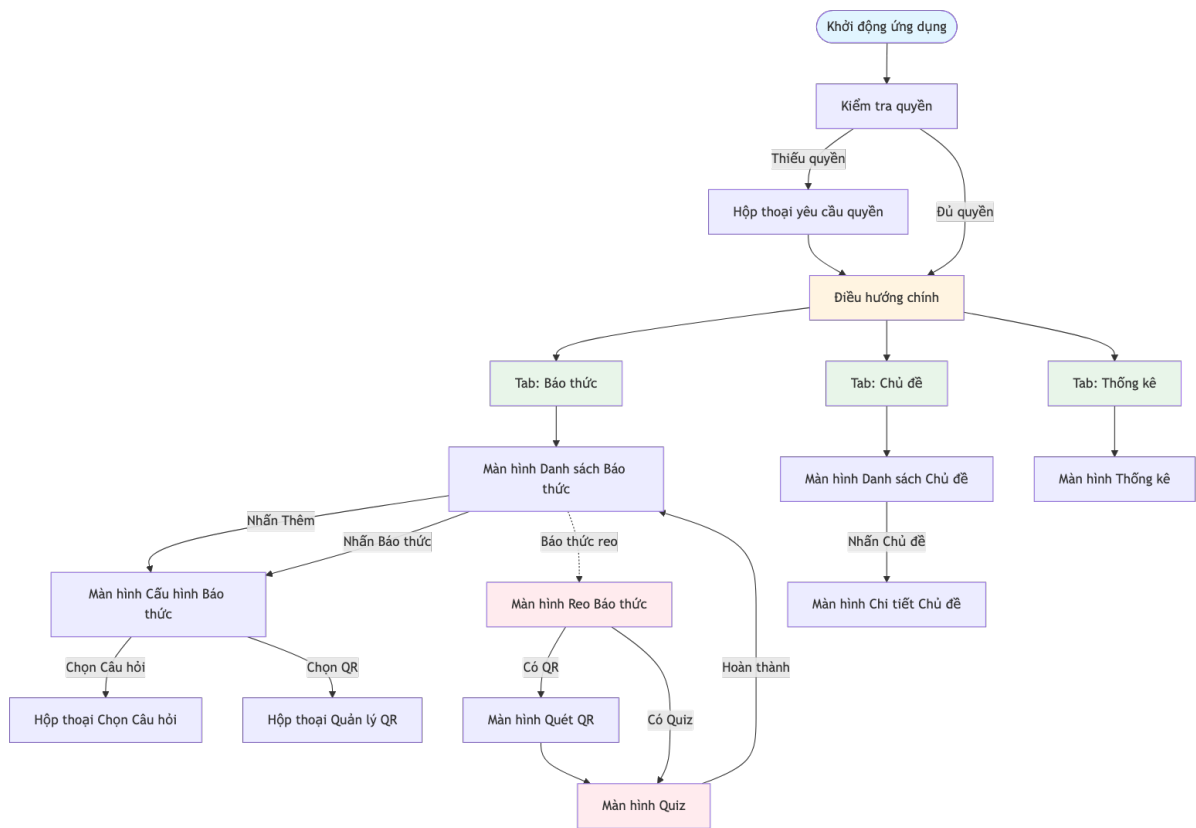 Khởi động ứng dụng
Kiểm tra quyền
Thiếu quyền
Hộp thoại yêu cầu quyền
Đủ quyền
Điều hướng chính
Tab: Báo thức
Tab: Chủ đề
Tab: Thống kê
Màn hình Danh sách Báo
thức
Màn hình Danh sách Chủ đề
Màn hình Thống kê
Nhấn Thêm
Nhấn Báo thức
Báo thức reo
Nhấn Chủ đề
Màn hình Cấu hình Báo
thức
Màn hình Reo Báo thức
Màn hình Chi tiết Chủ đề
Chọn Câu hỏi
Chọn QR
Có QR
Hoàn thành
Hộp thoại Chọn Câu hỏi
Hộp thoại Quản lý QR
Màn hình Quét QR
Có Quiz
Màn hình Quiz